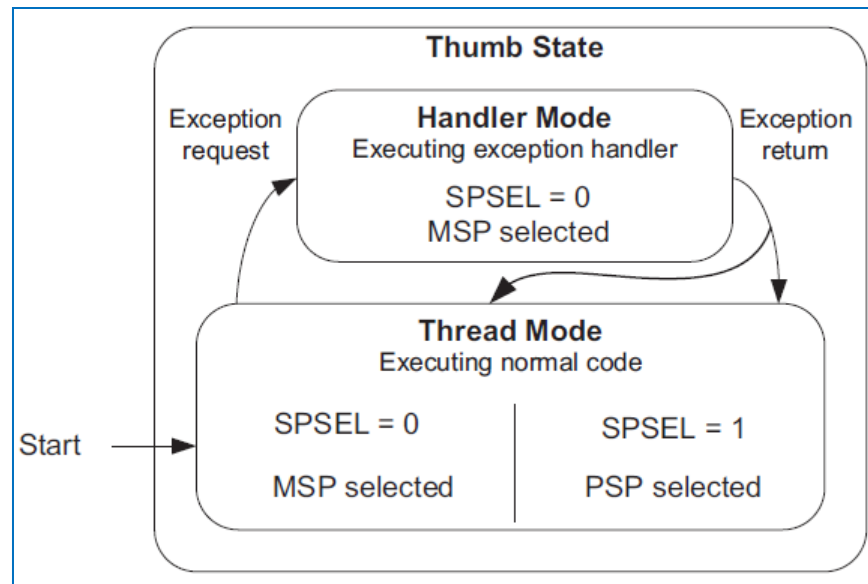 Thumb State
Exception
request
Handler Mode
Executing exception handler
SPSEL = 0
MSP selected
Exception
return
Thread Mode
Executing normal code
Start
SPSEL = 0
MSP selected
SPSEL = 1
PSP selected